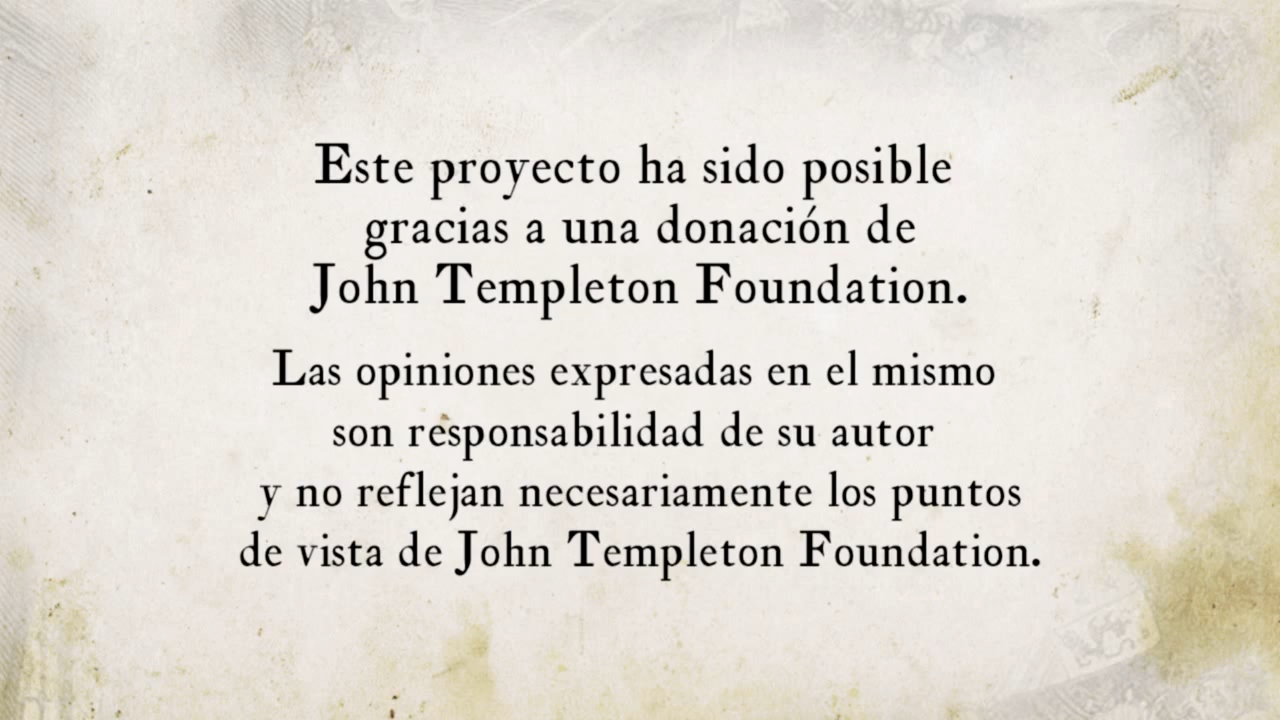 Este proyecto ha sido posible
gracias a una donación de
John Templeton Foundation.
Las opiniones expresadas en el mismo
son responsabilidad de su autor
y no reflejan necesariamente los puntos
de vista de John Templeton Foundation.